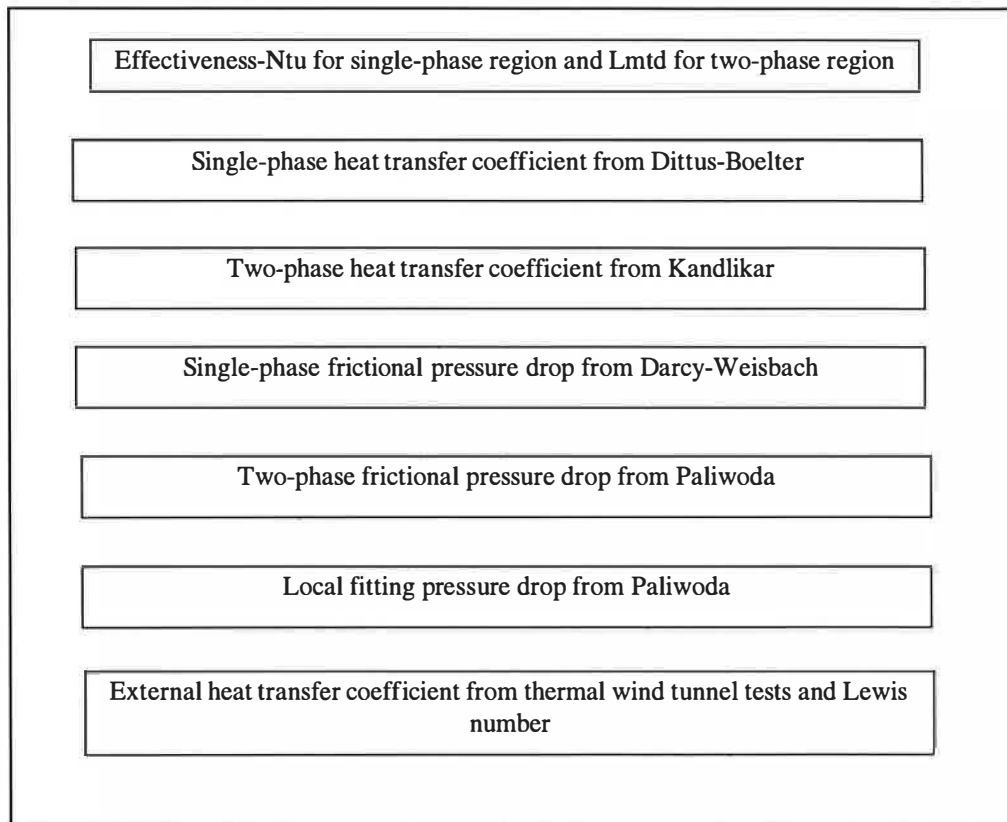 Effectiveness-Ntu for single-phase region and Lmtd for two-phase region
Single-phase heat transfer coefficient from Dittus-Boelter
Two-phase heat transfer coefficient from Kandlikar
Single-phase frictional pressure drop from Darcy-Weisbach
Two-phase frictional pressure drop from Paliwoda
Local fitting pressure drop from Paliwoda
External heat transfer coefficient from thermal wind tunnel tests and Lewis
number